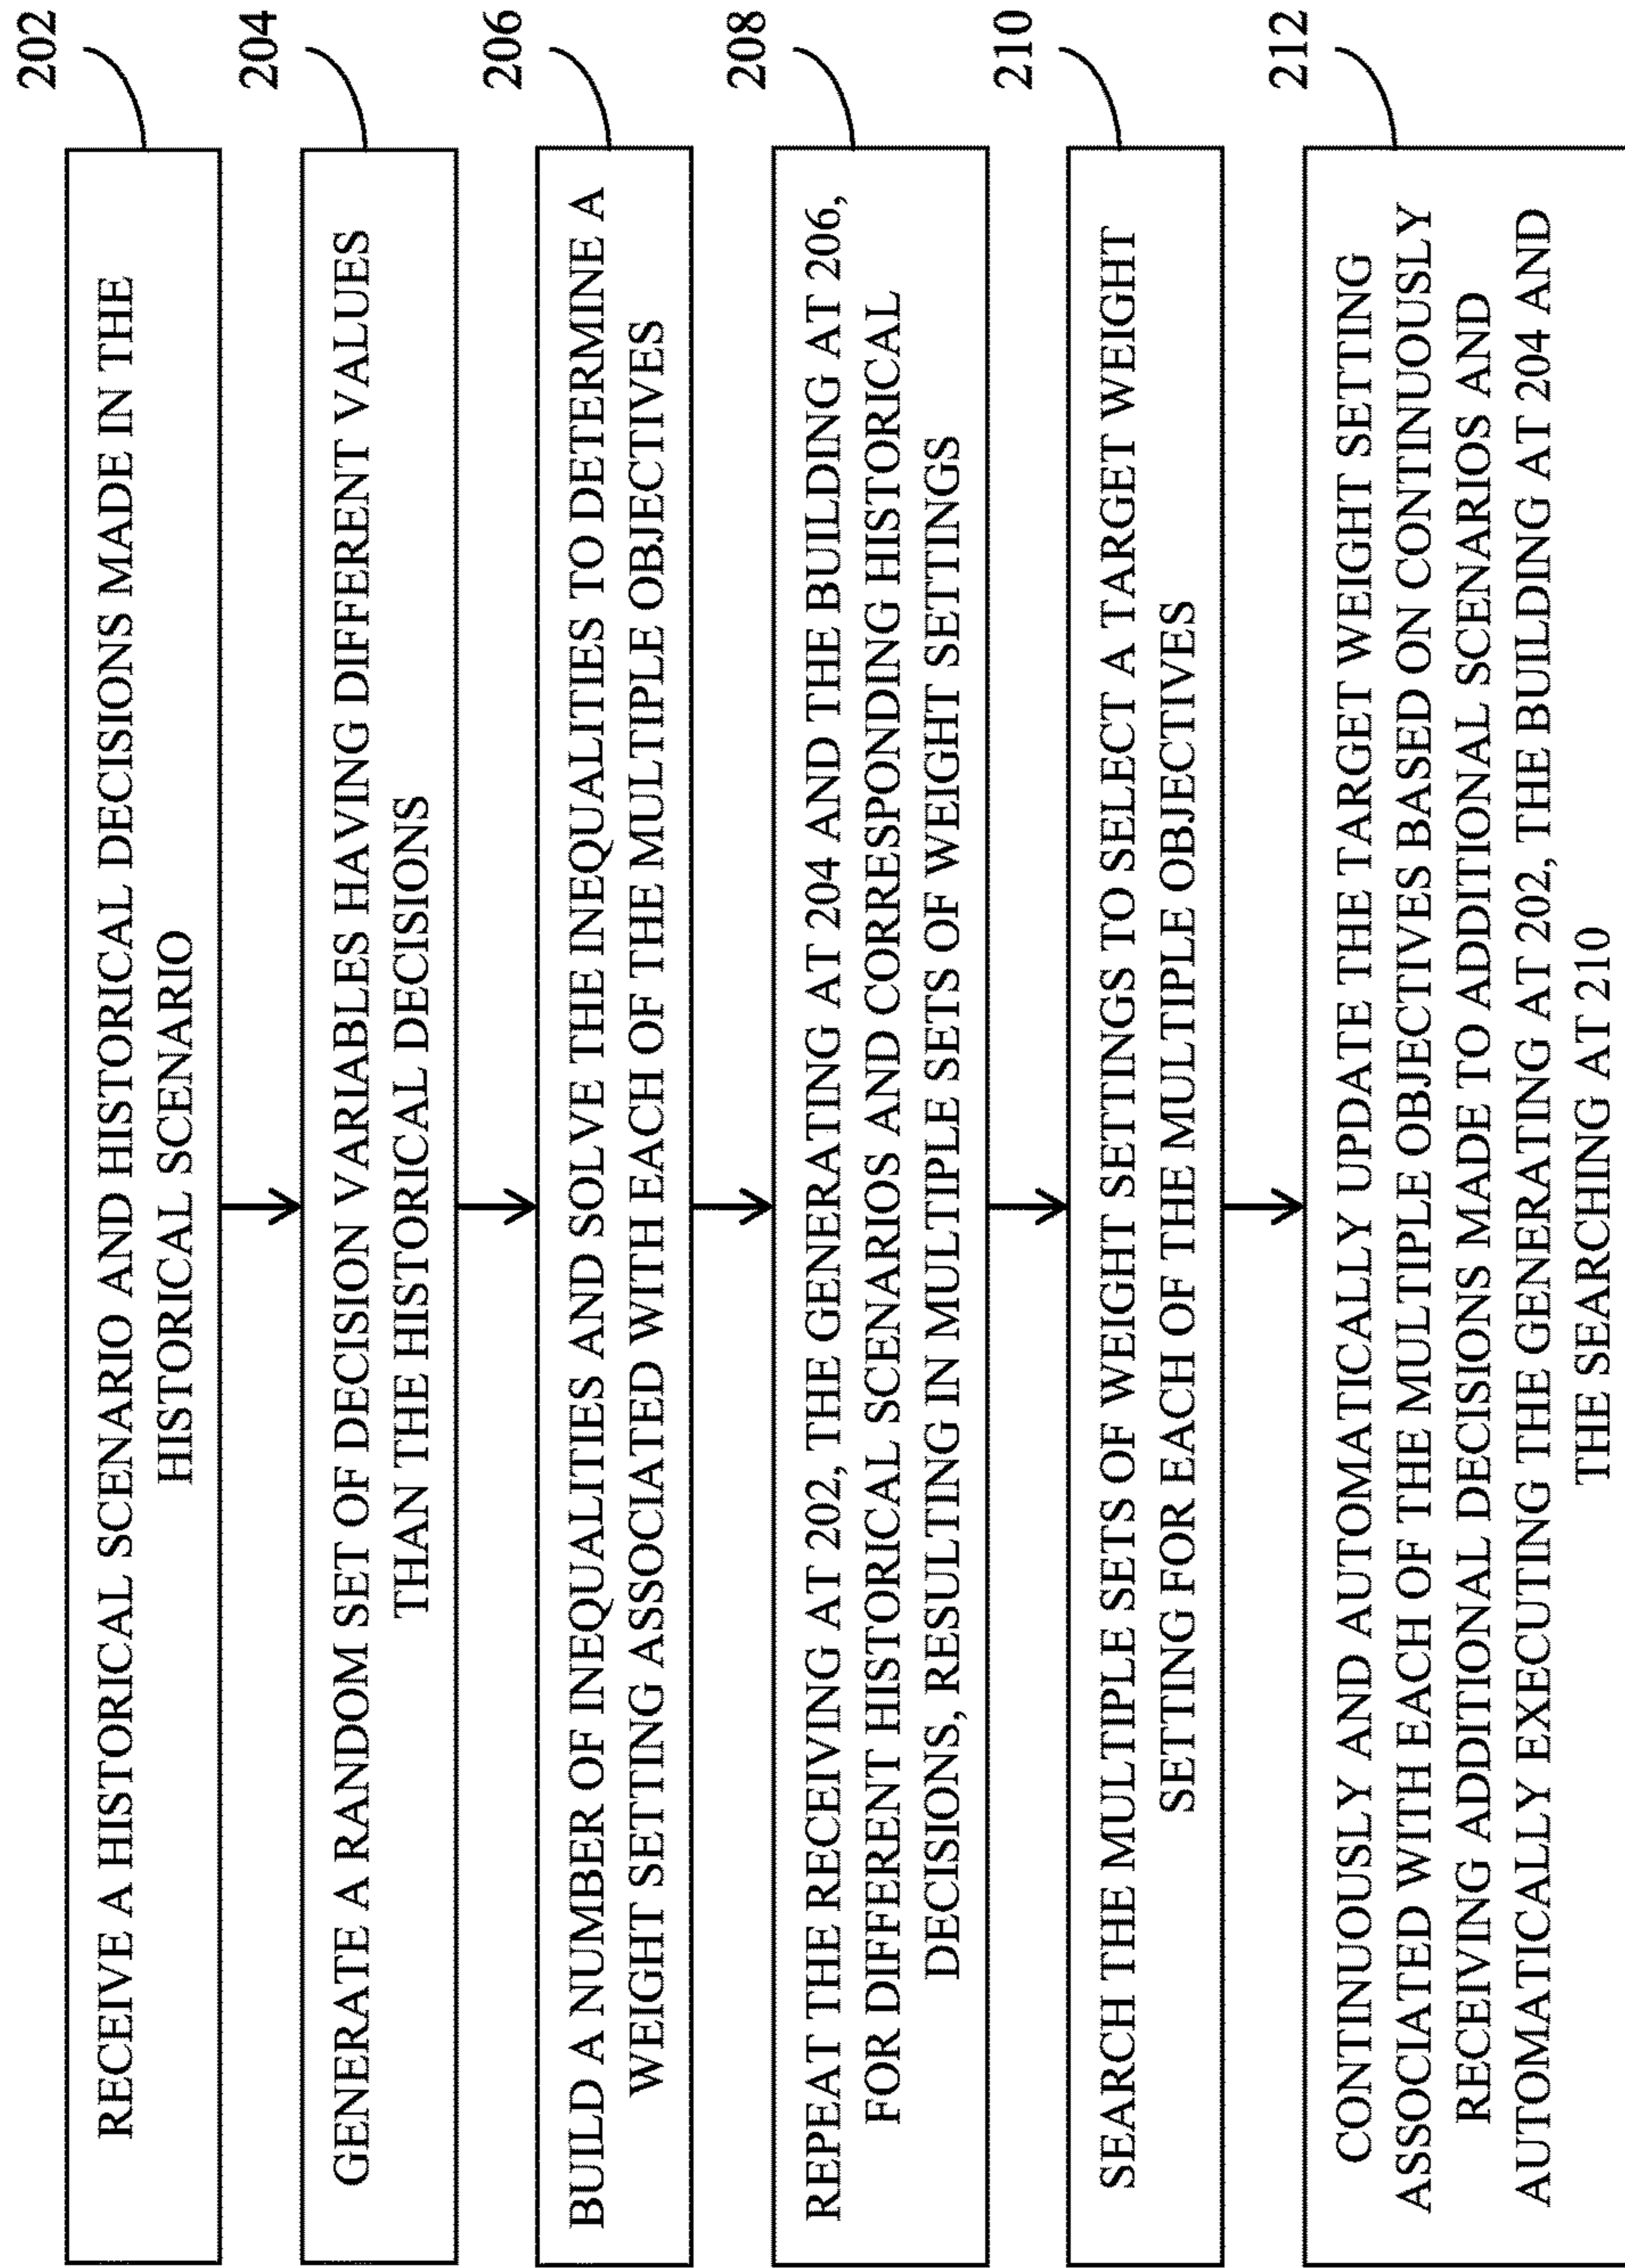 202
RECEIVE A HISTORICAL SCENARIO AND HISTORICAL DECISIONS MADE IN THE
HISTORICAL SCENARIO
204
GENERATE A RANDOM SET OF DECISION VARIABLES HAVING DIFFERENT VALUES
THAN THE HISTORICAL DECISIONS
206
BUILD A NUMBER OF INEQUALITIES AND SOLVE THE INEQUALITIES TO DETERMINE A
WEIGHT SETTING ASSOCIATED WITH EACH OF THE MULTIPLE OBJECTIVES
208
REPEAT THE RECEIVING AT 202, THE GENERATING AT 204 AND THE BUILDING AT 206,
FOR DIFFERENT HISTORICAL SCENARIOS AND CORRESPONDING HISTORICAL
DECISIONS, RESULTING IN MULTIPLE SETS OF WEIGHT SETTINGS
210
SEARCH THE MULTIPLE SETS OF WEIGHT SETTINGS TO SELECT A TARGET WEIGHT
SETTING FOR EACH OF THE MULTIPLE OBJECTIVES
212
CONTINUOUSLY AND AUTOMATICALLY UPDATE THE TARGET WEIGHT SETTING
ASSOCIATED WITH EACH OF THE MULTIPLE OBJECTIVES BASED ON CONTINUOUSLY
RECEIVING ADDITIONAL DECISIONS MADE TO ADDITIONAL SCENARIOS AND
AUTOMATICALLY EXECUTING THE GENERATING AT 202, THE BUILDING AT 204 AND
THE SEARCHING AT 210